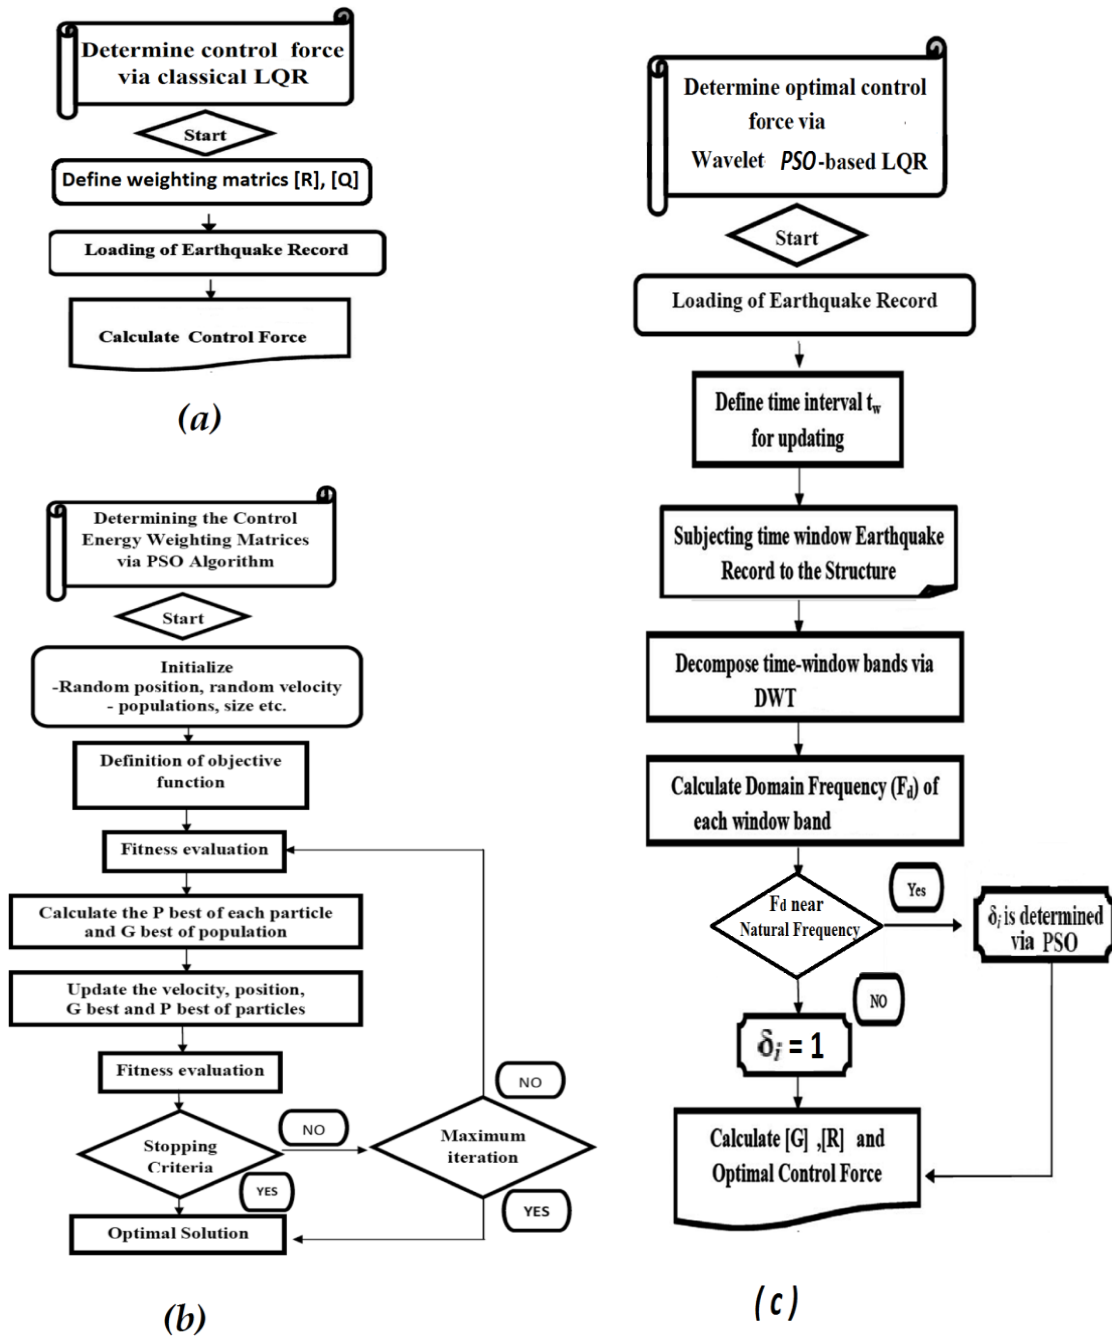 Determine control force
via classical LQR
Start
Define weighting matrics [R], [Q]
Loading of Earthquake Record
Calculate Control Force
(a)
Determining the Control
Energy Weighting Matrices
via PSO Algorithm
Start
Initialize
-Random position, random velocity
- populations, size etc.
Definition of objective
function
Fitness evaluation
Calculate the P best of each particle
and G best of population
Update the velocity, position,
G best and P best of particles
Fitness evaluation
Stopping
Criteria
NO
YES
Maximum
iteration
NO
YES
Optimal Solution
(b)
Determine optimal control
force via
Wavelet PSO-based LQR
Start
Loading of Earthquake Record
Define time interval t_w
for updating
Subjecting time window Earthquake
Record to the Structure
Decompose time-window bands via
DWT
Calculate Domain Frequency (F_d) of
each window band
F_d near
Natural Frequency
Yes
δ_i is determined
via PSO
NO
δ_i = 1
Calculate [G] ,[R] and
Optimal Control Force
(c)